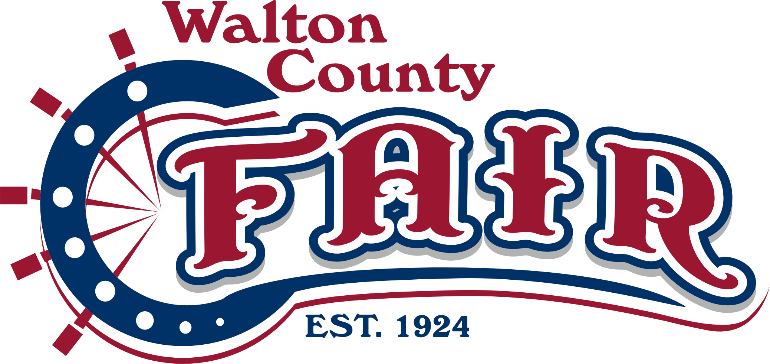 Walton
County
FAIR
EST. 1924